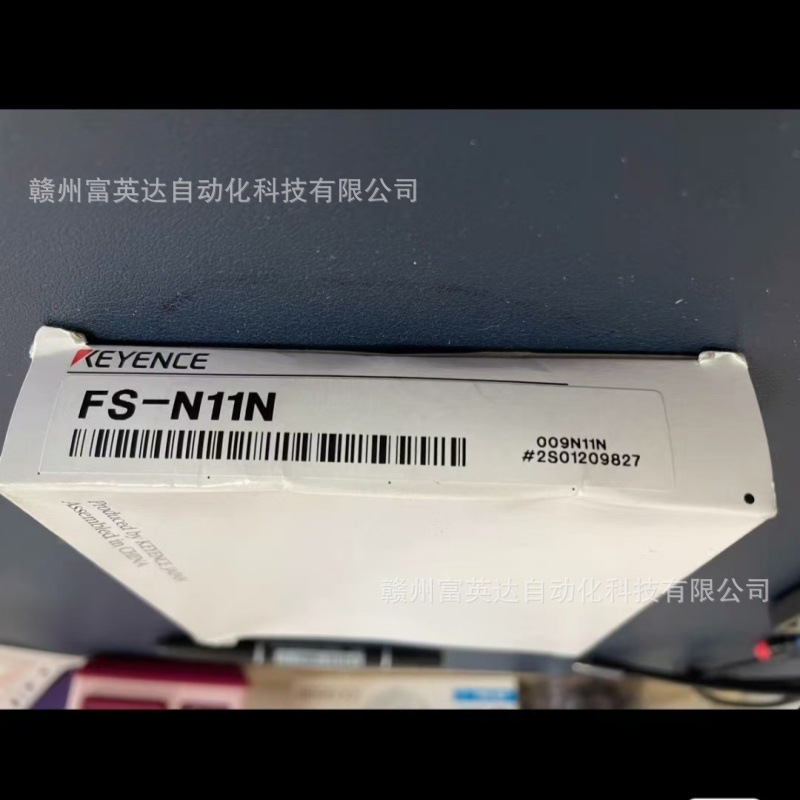 赣州富英达自动化科技有限公司
KEYENCE
FS-N11N
009N11N
#2S01209827
Produced by KEYENCE JAPAN
Assembled in CHINA
赣州富英达自动化科技有限公司